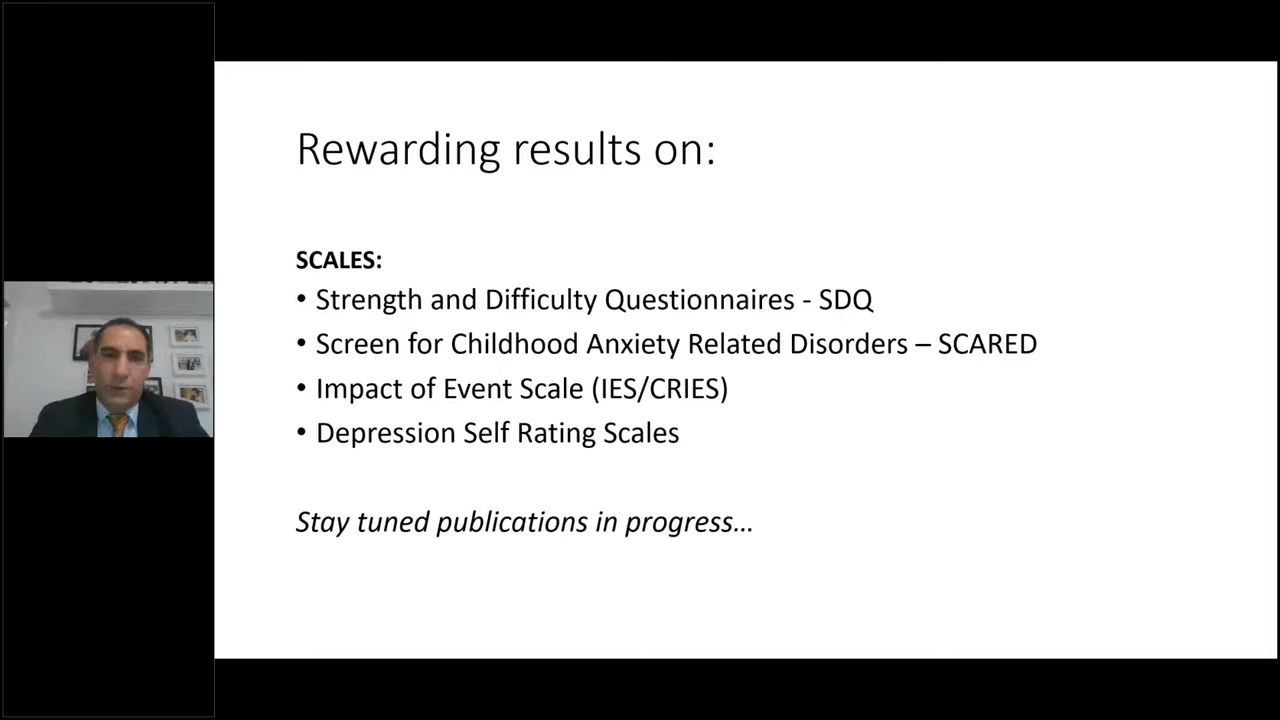 Rewarding results on:
SCALES:
• Strength and Difficulty Questionnaires - SDQ
• Screen for Childhood Anxiety Related Disorders – SCARED
• Impact of Event Scale (IES/CRIES)
• Depression Self Rating Scales
Stay tuned publications in progress...